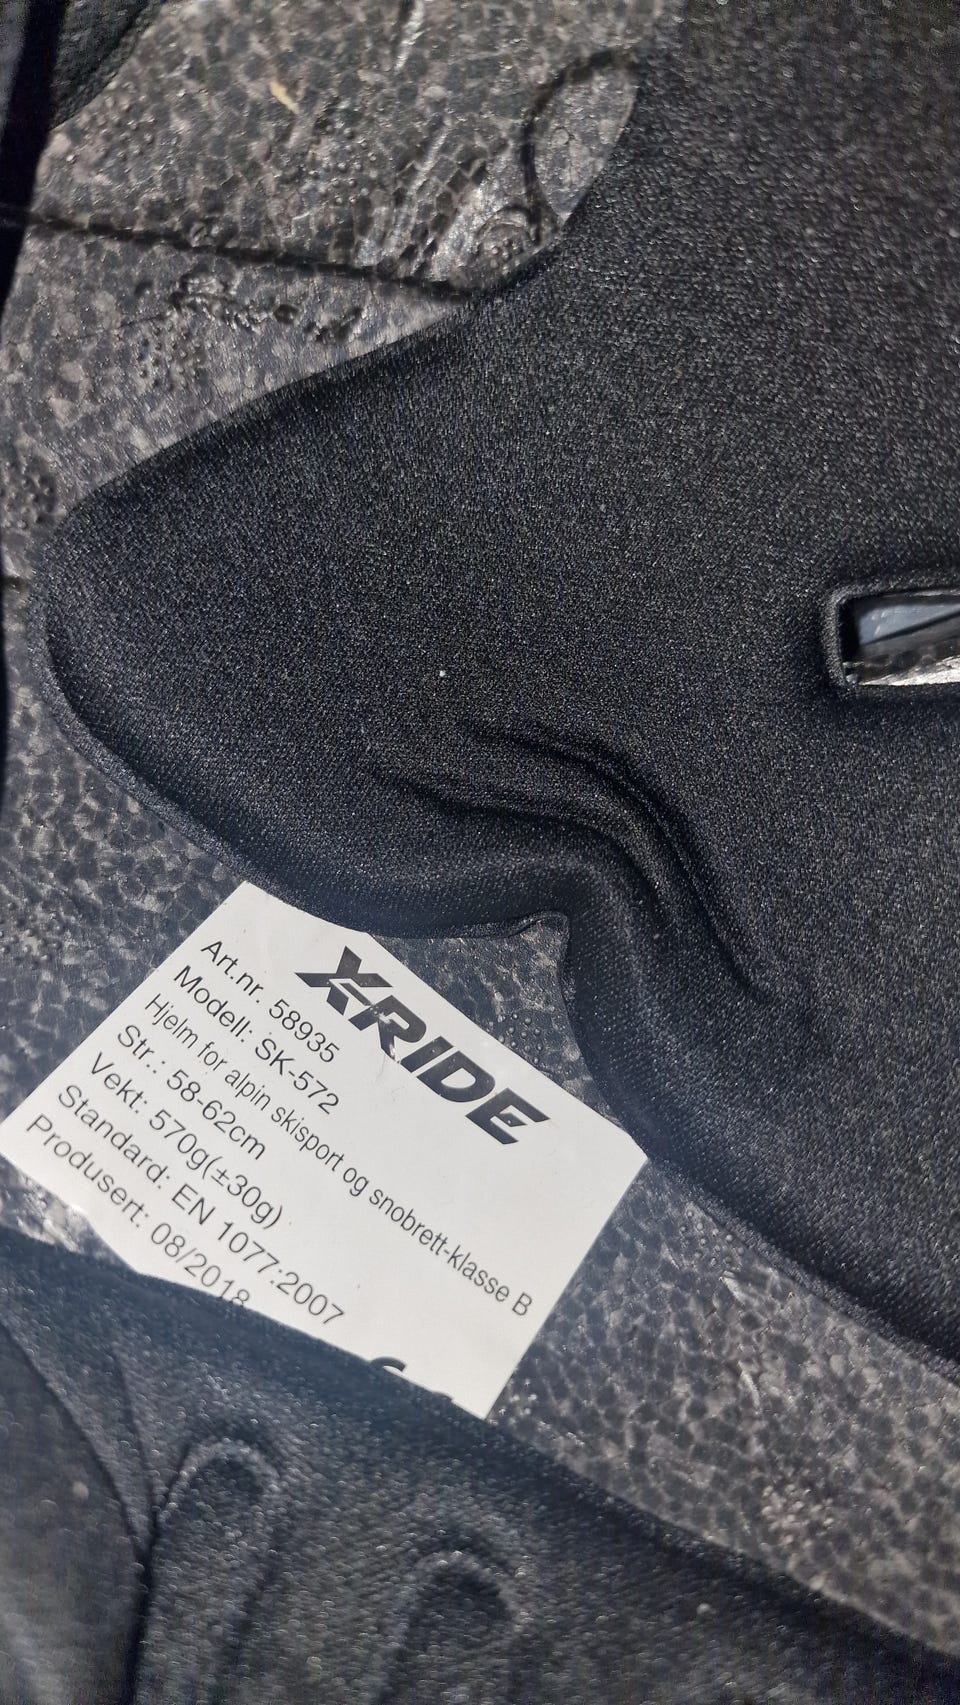 X-RIDE
Art.nr. 58935
Modell: SK-572
Hjelm for alpin skisport og snobrett-klasse B
Str.: 58-62cm
Vekt: 570g(±30g)
Standard: EN 1077:2007
Produsert: 08/2018